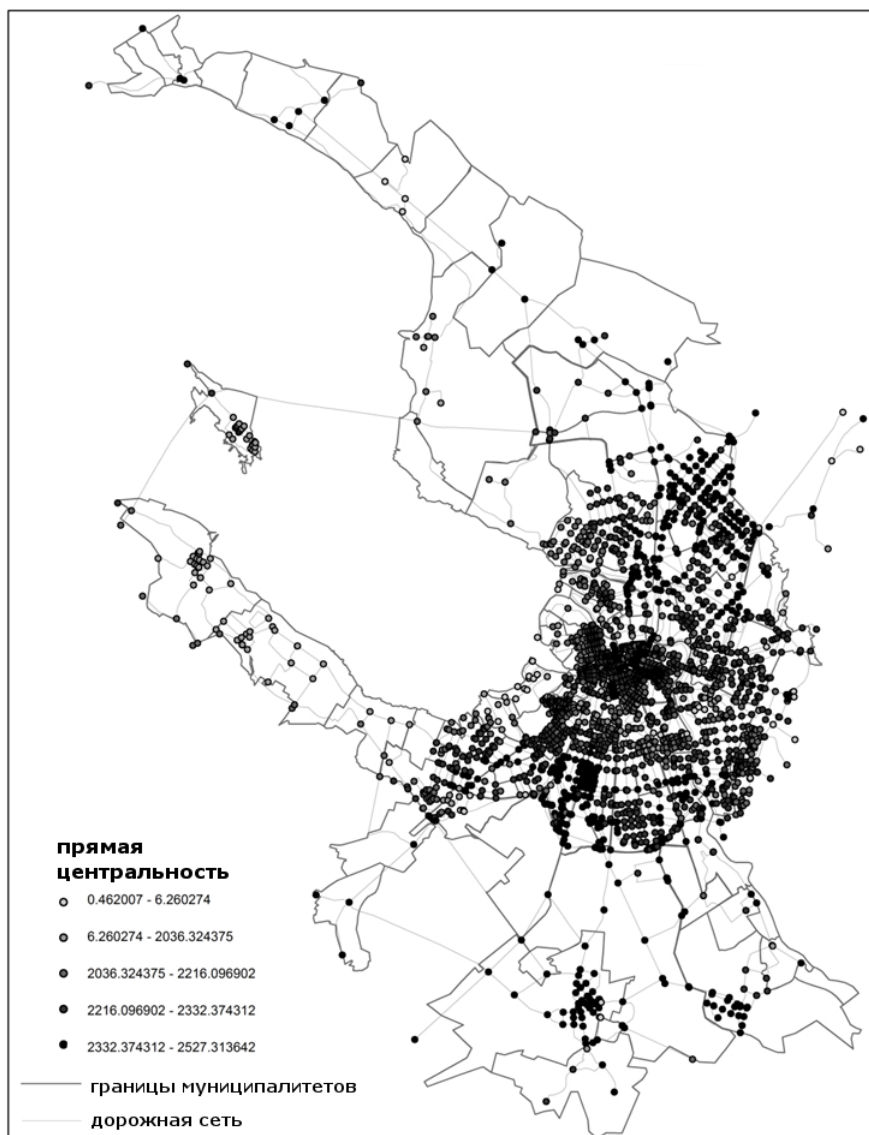 прямая
центральность
0.462007 - 6.260274
6.260274 - 2036.324375
2036.324375 - 2216.096902
2216.096902 - 2332.374312
2332.374312 - 2527.313642
границы муниципалитетов
дорожная сеть